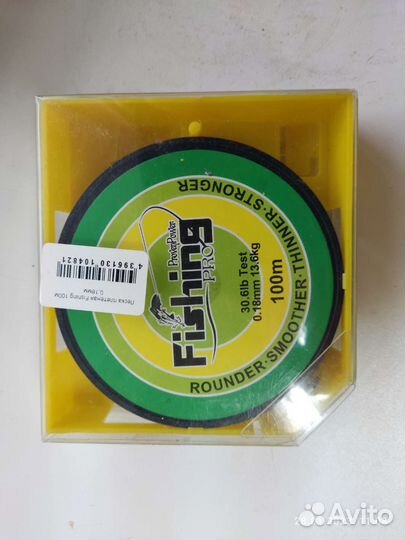 ProverPower
Fishing
PRO
30.6lb Test
0.18mm 13.6kg
100m
ROUNDER·SMOOTHER·THINNER·STRONGER
Леска плетеная Fishing 100м
0,18мм
4 396130 104821
Avito